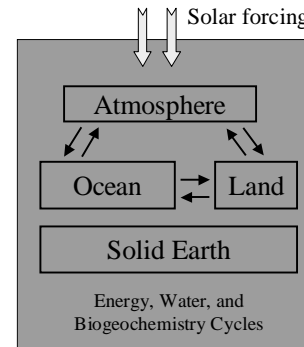 Solar forcing
Atmosphere
Ocean
Land
Solid Earth
Energy, Water, and
Biogeochemistry Cycles